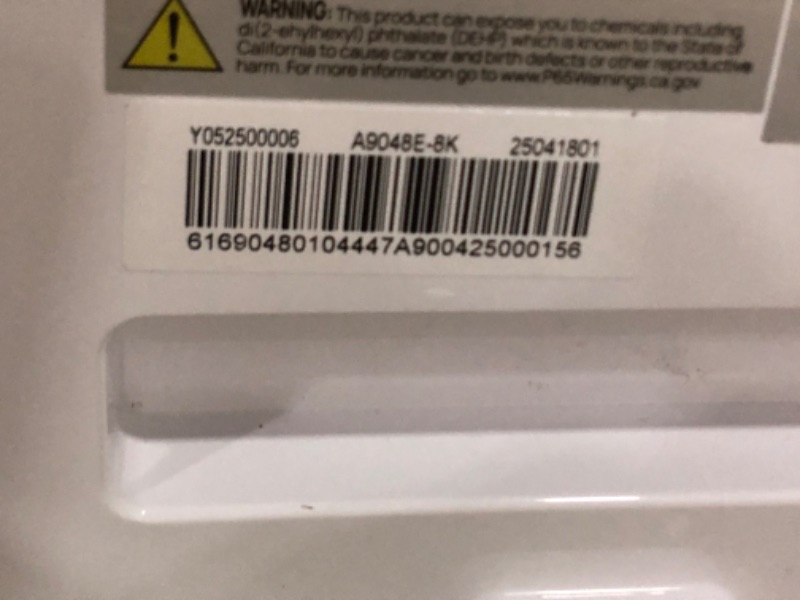 WARNING: This product can expose you to chemicals including
di(2-ehylhexyl) phthalate (DEHP) which is known to the State of
California to cause cancer and birth defects or other reproductive
harm. For more information go to www.P65Warnings.ca.gov
Y052500006 A9048E-8K 25041801
61690480104447A900425000156